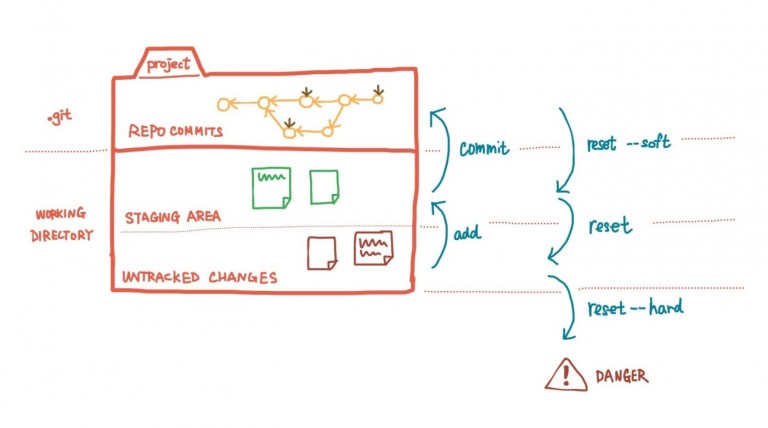 project
.git
REPO COMMITS
commit
reset --soft
WORKING
DIRECTORY
STAGING AREA
add
reset
UNTRACKED CHANGES
reset --hard
DANGER